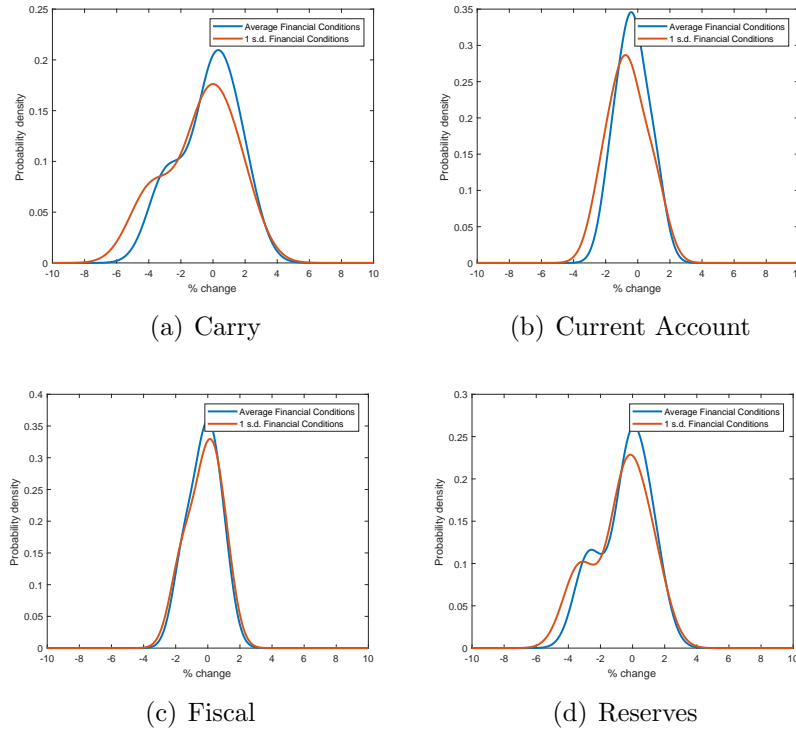 0.25
Average Financial Conditions
1 s.d. Financial Conditions
0.2
0.15
0.1
0.05
0
Probability density
-10 -8 -6 -4 -2 0 2 4 6 8 10
% change
(a) Carry
0.35
Average Financial Conditions
1 s.d. Financial Conditions
0.3
0.25
0.2
0.15
0.1
0.05
0
Probability density
-10 -8 -6 -4 -2 0 2 4 6 8 10
% change
(b) Current Account
0.4
Average Financial Conditions
1 s.d. Financial Conditions
0.35
0.3
0.25
0.2
0.15
0.1
0.05
0
Probability density
-10 -8 -6 -4 -2 0 2 4 6 8 10
% change
(c) Fiscal
0.3
Average Financial Conditions
1 s.d. Financial Conditions
0.25
0.2
0.15
0.1
0.05
0
Probability density
-10 -8 -6 -4 -2 0 2 4 6 8 10
% change
(d) Reserves